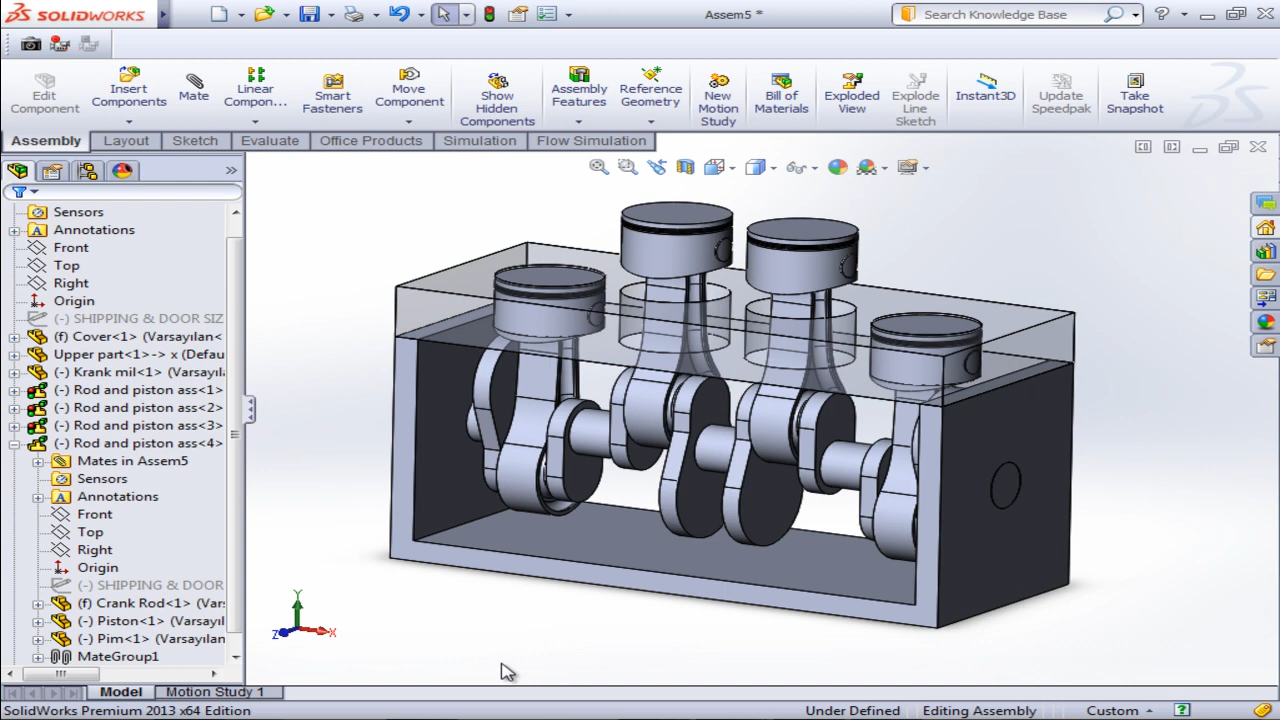 SOLIDWORKS
Assem5 *
Search Knowledge Base
Edit
Component
Insert
Components
Mate
Linear
Compon...
Smart
Fasteners
Move
Component
Show
Hidden
Components
Assembly
Features
Reference
Geometry
New
Motion
Study
Bill of
Materials
Exploded
View
Explode
Line
Sketch
Instant3D
Update
Speedpak
Take
Snapshot
Assembly
Layout
Sketch
Evaluate
Office Products
Simulation
Flow Simulation
Sensors
Annotations
Front
Top
Right
Origin
(-) SHIPPING & DOOR SIZ
(f) Cover<1> (Varsayılan<
Upper part<1>-> x (Defau
(-) Krank mil<1> (Varsayıl
(-) Rod and piston ass<1>
(-) Rod and piston ass<2>
(-) Rod and piston ass<3>
(-) Rod and piston ass<4>
Mates in Assem5
Sensors
Annotations
Front
Top
Right
Origin
(-) SHIPPING & DOOR
(f) Crank Rod<1> (Var
(-) Piston<1> (Varsayıl
(-) Pim<1> (Varsayılan
MateGroup1
Y
Z
X
Model
Motion Study 1
SolidWorks Premium 2013 x64 Edition
Under Defined
Editing Assembly
Custom